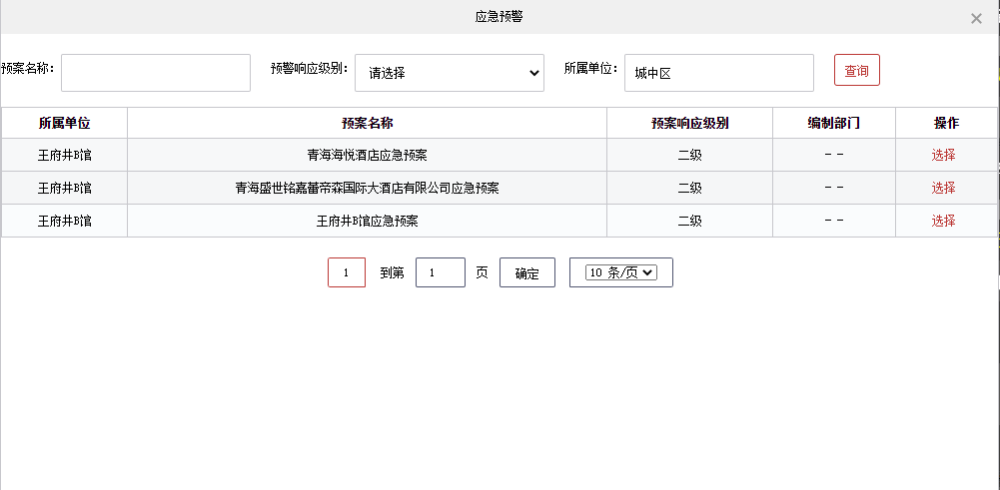 应急预警
预案名称： 预警响应级别： 请选择 所属单位： 城中区 查询
所属单位 预案名称 预案响应级别 编制部门 操作
王府井B馆 青海海悦酒店应急预案 二级 - - 选择
王府井B馆 青海盛世铭嘉蕾帝森国际大酒店有限公司应急预案 二级 - - 选择
王府井B馆 王府井B馆应急预案 二级 - - 选择
1 到第 1 页 确定 10 条/页